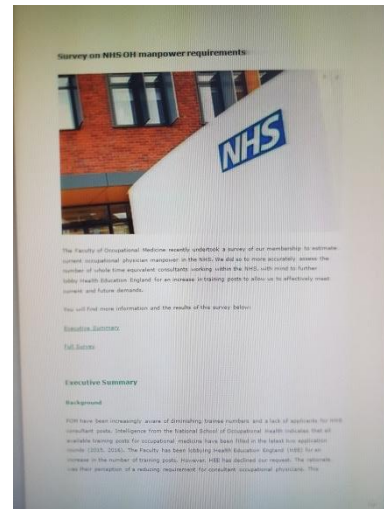 Survey on NHS OH manpower requirements
NHS
The Faculty of Occupational Medicine recently undertook a survey of our membership to estimate
current occupational physician manpower in the NHS. We did so to more accurately assess the
number of whole time equivalent consultants working within the NHS, with mind to further
lobby Health Education England for an increase in training posts to allow us to effectively meet
current and future demands.
You will find more information and the results of this survey below:
Executive Summary
Full Survey
Executive Summary
Background
FOM have been increasingly aware of diminishing trainee numbers and a lack of applicants for NHS
consultant posts. Intelligence from the National School of Occupational Health indicates that all
available training posts for occupational medicine have been filled in the latest two application
rounds (2015, 2016). The Faculty has been lobbying Health Education England (HEE) for an
increase in the number of training posts. However HEE has declined our request. The rationale
was their perception of a reducing requirement for consultant occupational physicians. This